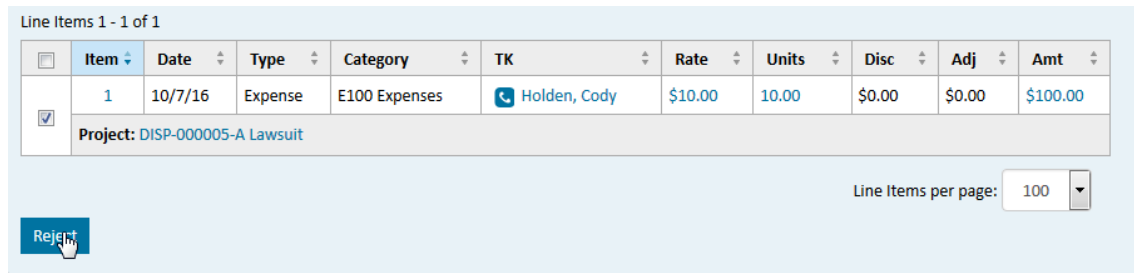 Line Items 1 - 1 of 1
Item Date Type Category TK Rate Units Disc Adj Amt
1 10/7/16 Expense E100 Expenses Holden, Cody $10.00 10.00 $0.00 $0.00 $100.00
Project: DISP-000005-A Lawsuit
Line Items per page: 100
Reject